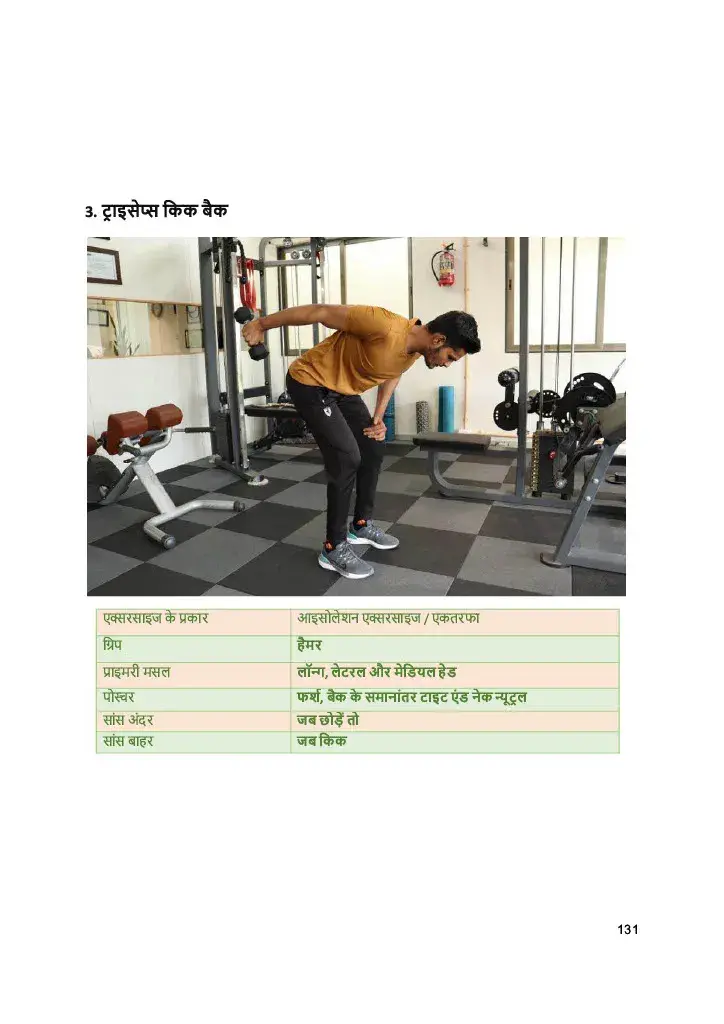 3. ट्राइसेप्स किक बैक
एक्सरसाइज के प्रकार आइसोलेशन एक्सरसाइज / एकतरफा
ग्रिप हैमर
प्राइमरी मसल लॉन्ग, लेटरल और मेडियल हेड
पोस्चर फर्श, बैक के समानांतर टाइट एंड नेक न्यूट्रल
सांस अंदर जब छोड़ें तो
सांस बाहर जब किक
131